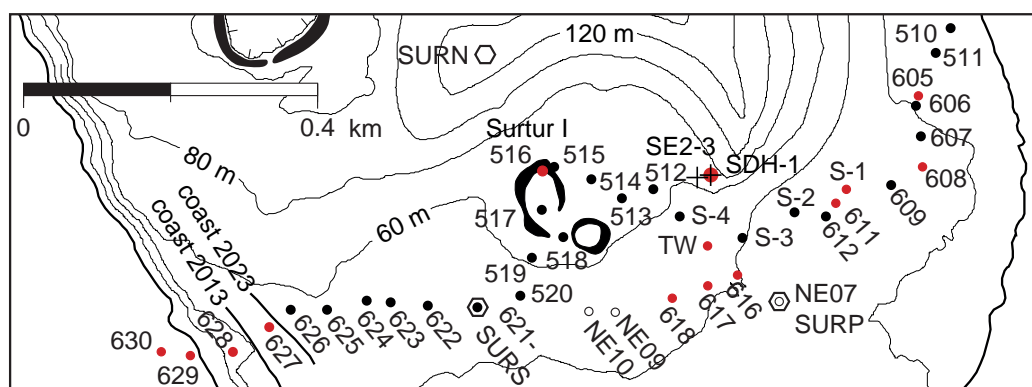 510
511
120 m
SURN
605
606
0
0.4 km
607
Surtur I
516
515
SE2-3
SDH-1
80 m
514
512
S-1
608
S-2
517
513
S-4
611
609
60 m
518
TW
S-3
612
coast 2023
coast 2013
519
520
616
617
NE07
SURP
618
630
628
627
626
625
624
623
622
621-
SURS
NE10
NE09
629